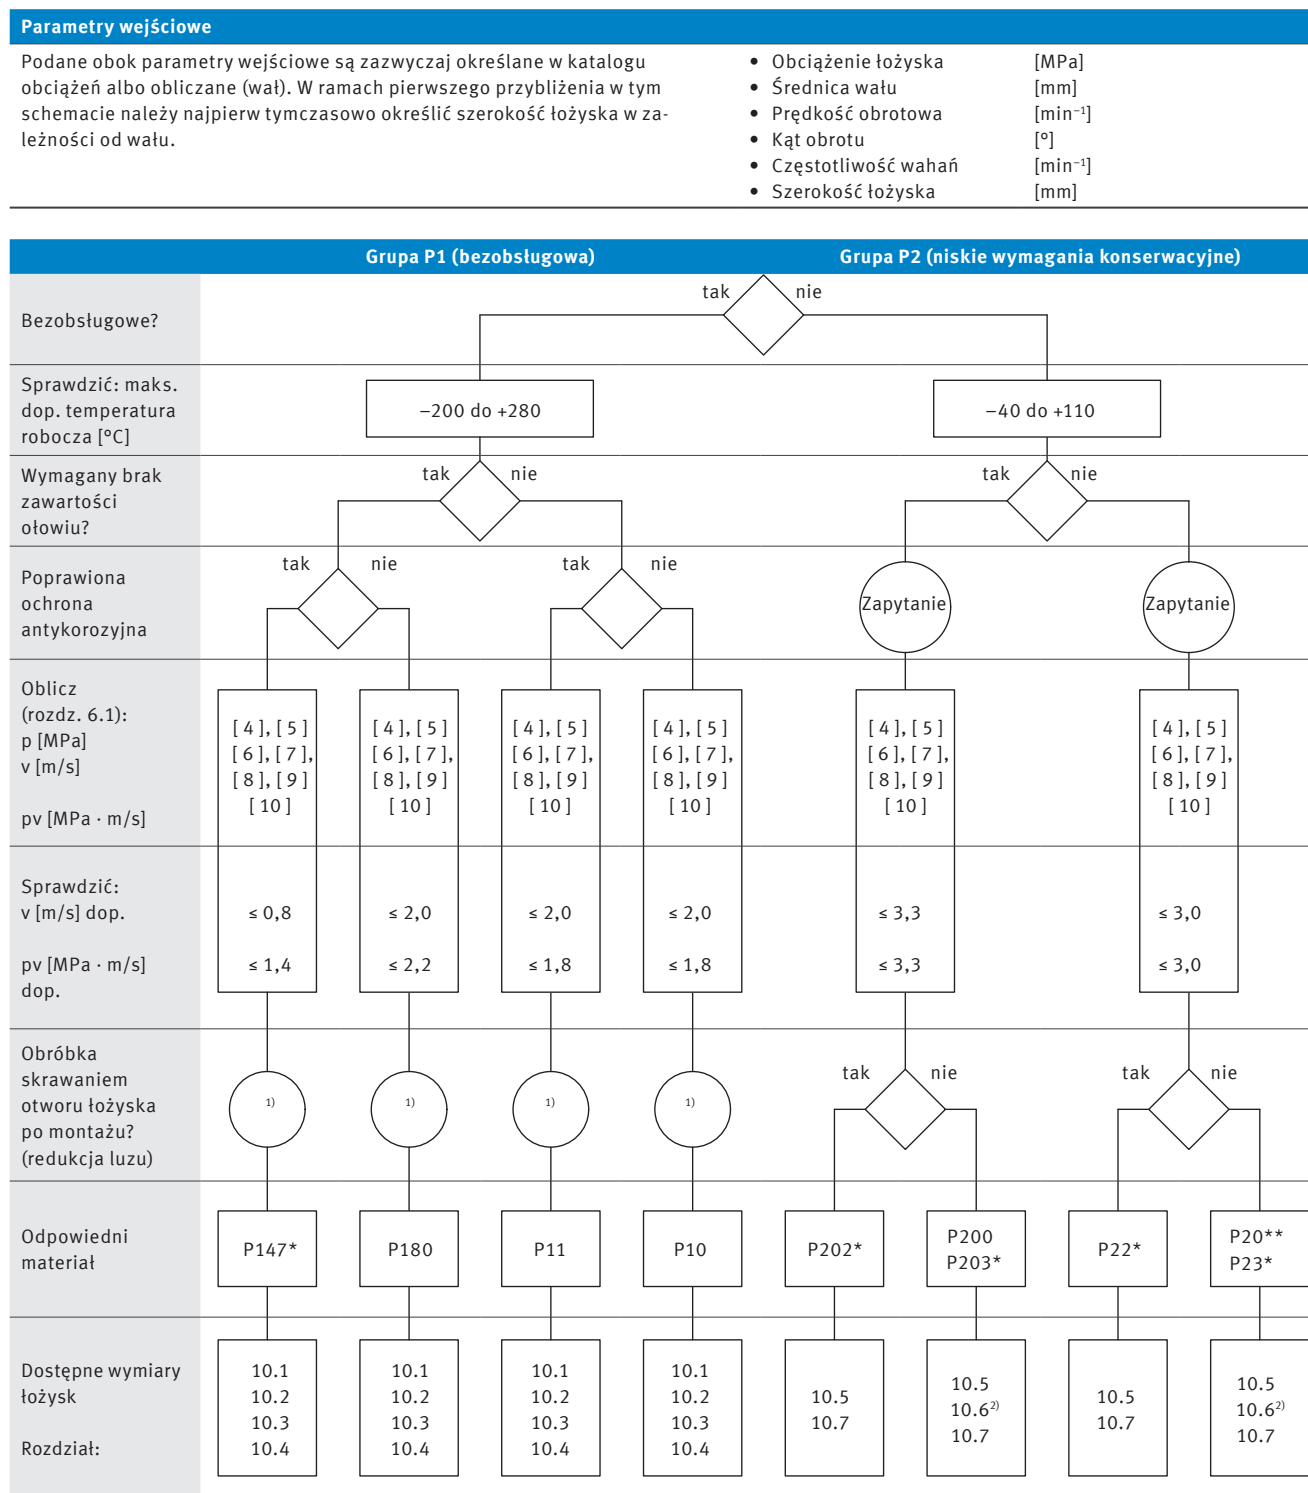 Parametry wejściowe
Podane obok parametry wejściowe są zazwyczaj określane w katalogu
obciążeń albo obliczane (wał). W ramach pierwszego przybliżenia w tym
schemacie należy najpierw tymczasowo określić szerokość łożyska w za-
leżności od wału.
• Obciążenie łożyska [MPa]
• Średnica wału [mm]
• Prędkość obrotowa [min⁻¹]
• Kąt obrotu [°]
• Częstotliwość wahań [min⁻¹]
• Szerokość łożyska [mm]
Grupa P1 (bezobsługowa) Grupa P2 (niskie wymagania konserwacyjne)
Bezobsługowe?
tak nie
Sprawdzić: maks.
dop. temperatura
robocza [°C]
–200 do +280 –40 do +110
Wymagany brak
zawartości
ołowiu?
tak nie tak nie
Poprawiona
ochrona
antykorozyjna
tak nie tak nie Zapytanie Zapytanie
Oblicz
(rozdz. 6.1):
p [MPa]
v [m/s]
pv [MPa · m/s]
[ 4 ], [ 5 ] [ 4 ], [ 5 ] [ 4 ], [ 5 ] [ 4 ], [ 5 ] [ 4 ], [ 5 ] [ 4 ], [ 5 ]
[ 6 ], [ 7 ], [ 6 ], [ 7 ], [ 6 ], [ 7 ], [ 6 ], [ 7 ], [ 6 ], [ 7 ], [ 6 ], [ 7 ],
[ 8 ], [ 9 ] [ 8 ], [ 9 ] [ 8 ], [ 9 ] [ 8 ], [ 9 ] [ 8 ], [ 9 ] [ 8 ], [ 9 ]
[ 10 ] [ 10 ] [ 10 ] [ 10 ] [ 10 ] [ 10 ]
Sprawdzić:
v [m/s] dop. ≤ 0,8 ≤ 2,0 ≤ 2,0 ≤ 2,0 ≤ 3,3 ≤ 3,0
pv [MPa · m/s] ≤ 1,4 ≤ 2,2 ≤ 1,8 ≤ 1,8 ≤ 3,3 ≤ 3,0
dop.
Obróbka
skrawaniem
otworu łożyska
po montażu?
(redukcja luzu)
1) 1) 1) 1) tak nie tak nie
Odpowiedni
materiał
P147* P180 P11 P10 P202* P200 P22* P20**
P203* P23*
Dostępne wymiary
łożysk
Rozdział:
10.1 10.1 10.1 10.1
10.2 10.2 10.2 10.2
10.3 10.3 10.3 10.3
10.4 10.4 10.4 10.4
10.5
10.7
10.5
10.6²⁾
10.7
10.5
10.7
10.5
10.6²⁾
10.7